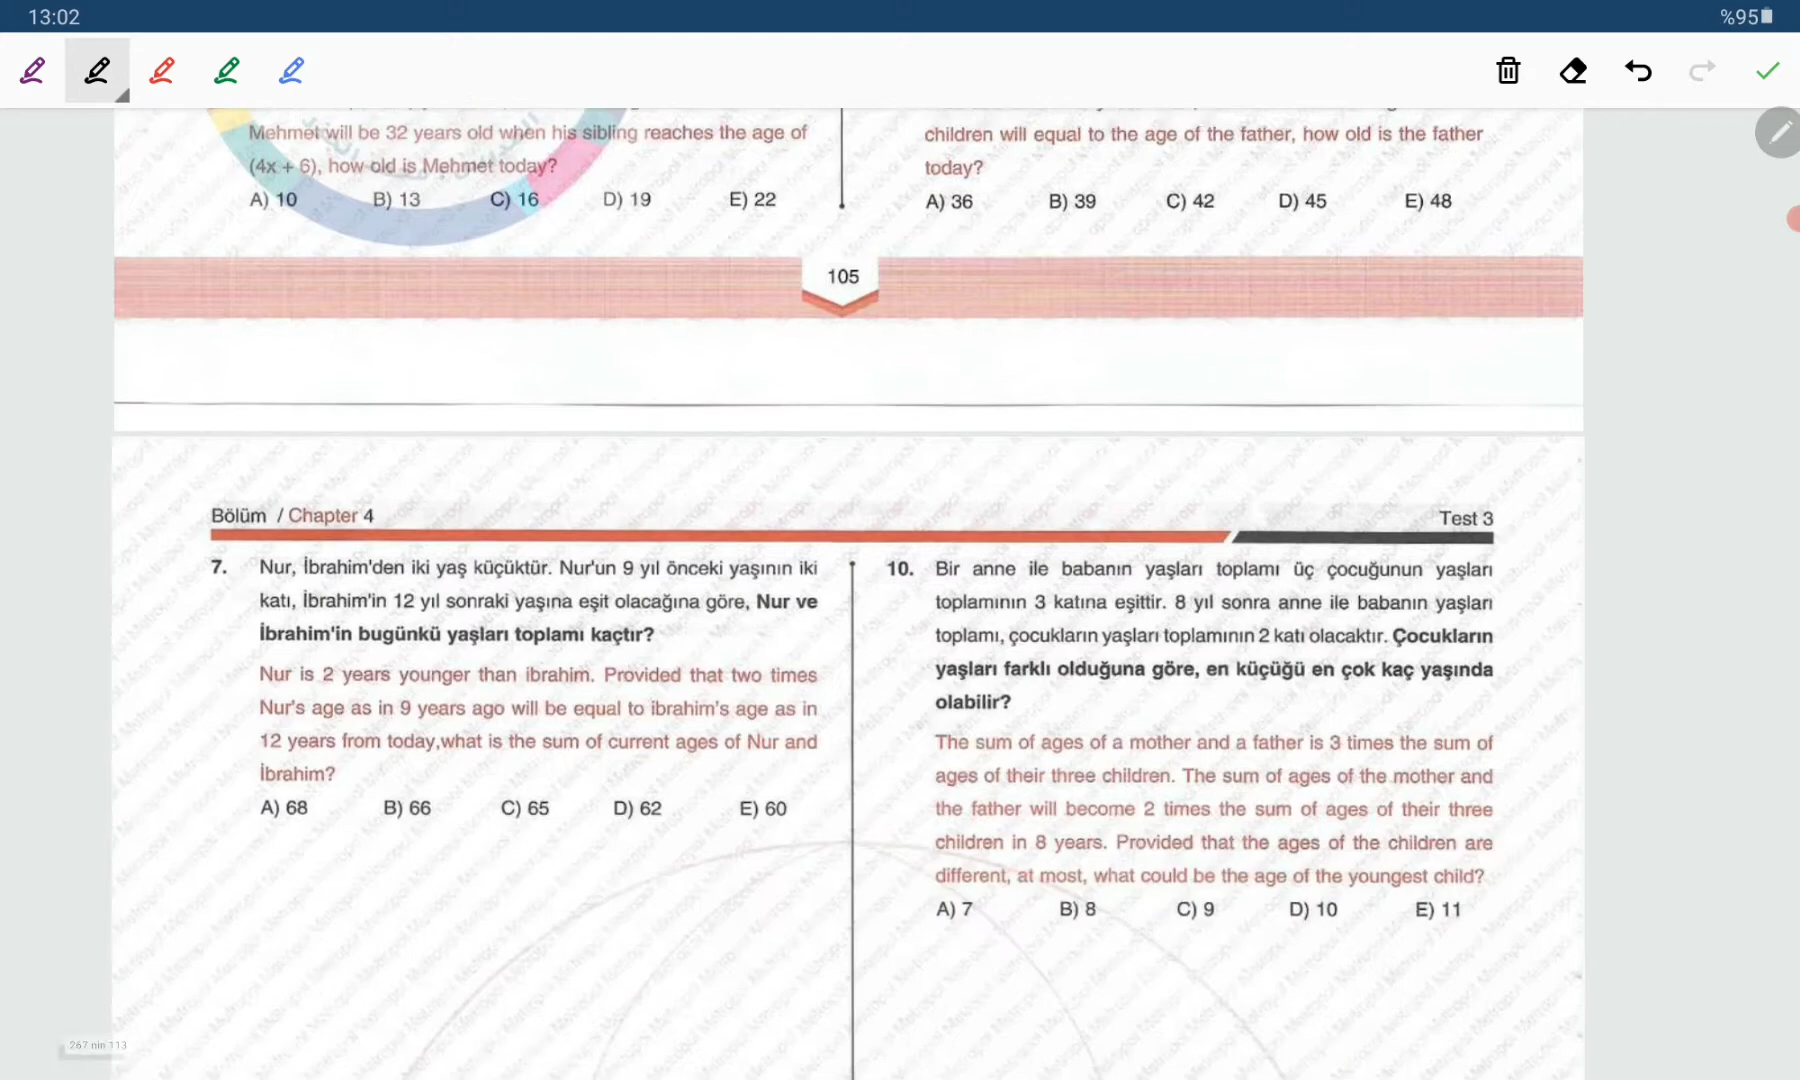 13:02
%95
Mehmet will be 32 years old when his sibling reaches the age of
(4x + 6), how old is Mehmet today?
A) 10 B) 13 C) 16 D) 19 E) 22
children will equal to the age of the father, how old is the father
today?
A) 36 B) 39 C) 42 D) 45 E) 48
105
Bölüm / Chapter 4
Test 3
7. Nur, İbrahim'den iki yaş küçüktür. Nur'un 9 yıl önceki yaşının iki
katı, İbrahim'in 12 yıl sonraki yaşına eşit olacağına göre, Nur ve
İbrahim'in bugünkü yaşları toplamı kaçtır?
Nur is 2 years younger than ibrahim. Provided that two times
Nur's age as in 9 years ago will be equal to ibrahim's age as in
12 years from today,what is the sum of current ages of Nur and
İbrahim?
A) 68 B) 66 C) 65 D) 62 E) 60
10. Bir anne ile babanın yaşları toplamı üç çocuğunun yaşları
toplamının 3 katına eşittir. 8 yıl sonra anne ile babanın yaşları
toplamı, çocukların yaşları toplamının 2 katı olacaktır. Çocukların
yaşları farklı olduğuna göre, en küçüğü en çok kaç yaşında
olabilir?
The sum of ages of a mother and a father is 3 times the sum of
ages of their three children. The sum of ages of the mother and
the father will become 2 times the sum of ages of their three
children in 8 years. Provided that the ages of the children are
different, at most, what could be the age of the youngest child?
A) 7 B) 8 C) 9 D) 10 E) 11
267 nin 113